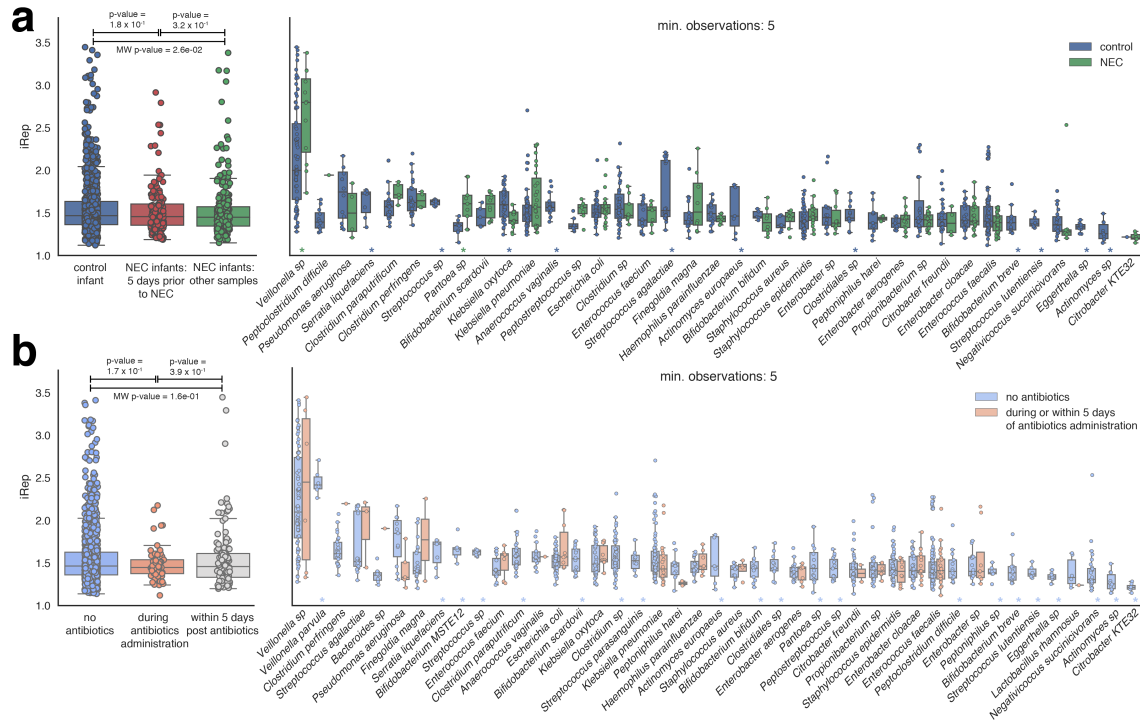 a
p-value =
1.8 x 10⁻¹
p-value =
3.2 x 10⁻¹
MW p-value = 2.6e-02
min. observations: 5
control
NEC
3.5
3.0
2.5
2.0
1.5
1.0
iRep
control
infant
NEC infants:
5 days prior
to NEC
NEC infants:
other samples
Veillonella sp
Peptoclostridium difficile
Pseudomonas aeruginosa
Serratia liquefaciens
Clostridium paraputrificum
Clostridium perfringens
Streptococcus sp
Pantoea sp
Bifidobacterium scardovii
Klebsiella oxytoca
Klebsiella pneumoniae
Anaerococcus vaginalis
Peptostreptococcus sp
Escherichia coli
Clostridium sp
Enterococcus faecium
Streptococcus agalactiae
Finegoldia magna
Haemophilus parainfluenzae
Actinomyces europaeus
Bifidobacterium bifidum
Staphylococcus aureus
Staphylococcus epidermidis
Enterobacter sp
Clostridiales sp
Peptoniphilus harei
Enterobacter aerogenes
Propionibacterium sp
Citrobacter freundii
Enterobacter cloacae
Enterococcus faecalis
Bifidobacterium breve
Streptococcus lutentiensis
Negativicoccus succinicivorans
Eggerthella sp
Actinomyces sp
Citrobacter KTE32
b
p-value =
1.7 x 10⁻¹
p-value =
3.9 x 10⁻¹
MW p-value = 1.6e-01
min. observations: 5
no antibiotics
during or within 5 days
of antibiotics administration
3.5
3.0
2.5
2.0
1.5
1.0
iRep
no
antibiotics
during
antibiotics
administration
within 5 days
post antibiotics
Veillonella sp
Veillonella parvula
Clostridium perfringens
Streptococcus agalactiae
Bacteroides sp
Pseudomonas aeruginosa
Finegoldia magna
Serratia liquefaciens
Bifidobacterium MSTE12
Streptococcus sp
Enterococcus faecium
Clostridium paraputrificum
Anaerococcus vaginalis
Escherichia coli
Bifidobacterium scardovii
Klebsiella oxytoca
Clostridium sp
Streptococcus parasanguinis
Klebsiella pneumoniae
Peptoniphilus harei
Haemophilus parainfluenzae
Actinomyces europaeus
Staphylococcus aureus
Bifidobacterium bifidum
Clostridiales sp
Enterobacter aerogenes
Pantoea sp
Peptostreptococcus sp
Citrobacter freundii
Propionibacterium sp
Staphylococcus epidermidis
Enterobacter cloacae
Enterococcus faecalis
Peptoclostridium difficile
Enterobacter sp
Peptoniphilus sp
Bifidobacterium breve
Streptococcus lutentiensis
Eggerthella sp
Lactobacillus rhamnosus
Negativicoccus succinicivorans
Actinomyces sp
Citrobacter KTE32